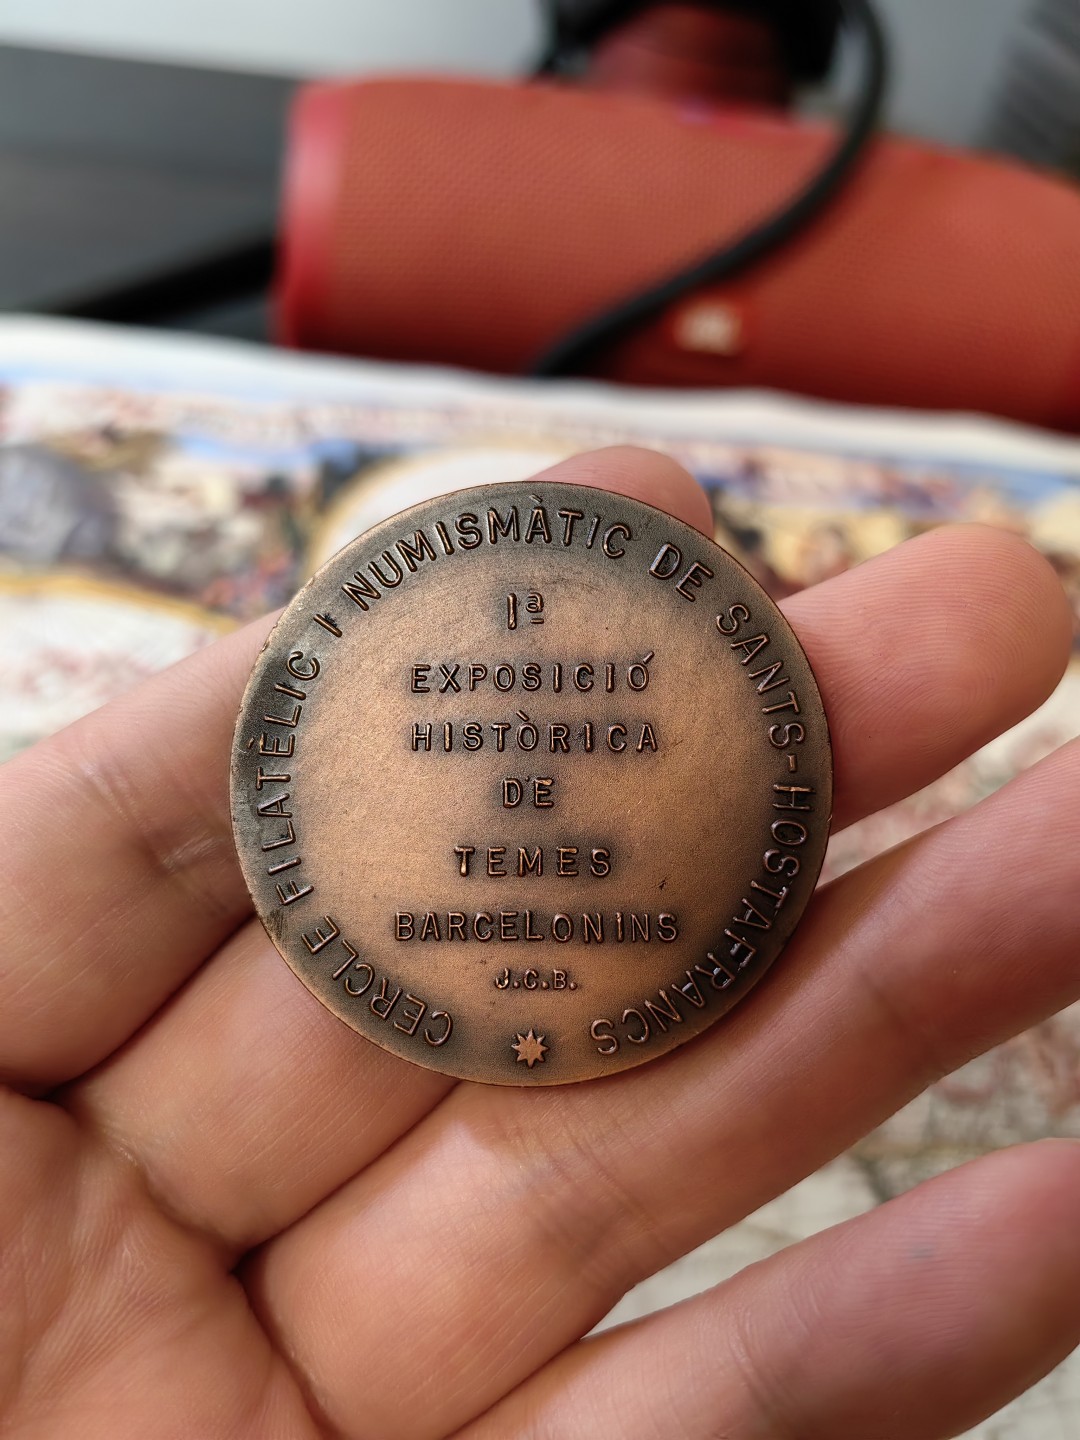 CERCLE FILATÈLIC I NUMISMÀTIC DE SANTS-HOSTAFRANCS
1ª
EXPOSICIÓ
HISTÒRICA
DE
TEMES
BARCELONINS
J.C.B.